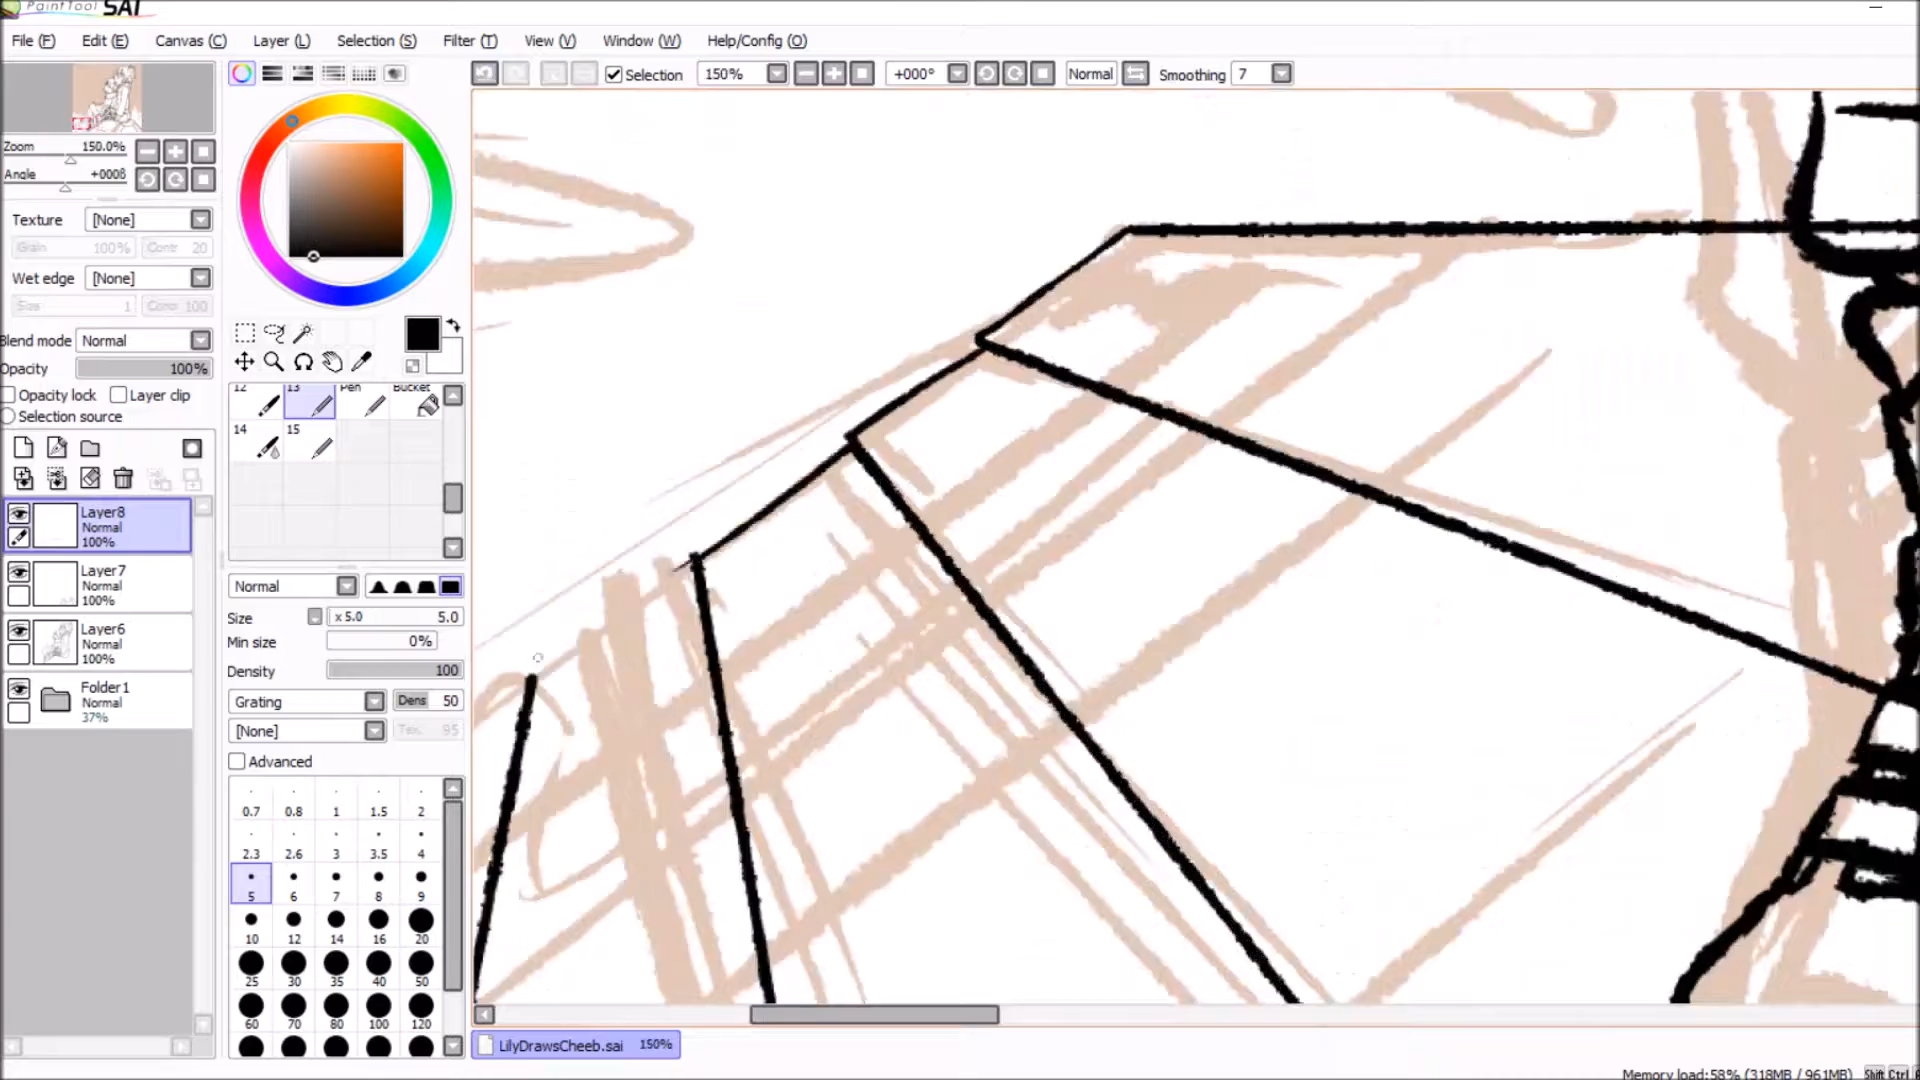 PaintTool SAI
File (F) Edit (E) Canvas (C) Layer (L) Selection (S) Filter (T) View (V) Window (W) Help/Config (O)
Selection 150% +000° Normal Smoothing 7
Zoom 150.0%
Angle +000ß
Texture [None]
Grain 100% Contr 20
Wet edge [None]
Size 1 Contr 100
Blend mode Normal
Opacity 100%
Opacity lock Layer clip
Selection source
Layer8
Normal
100%
Layer7
Normal
100%
Layer6
Normal
100%
Folder1
Normal
37%
12 13 Pen Bucket
14 15
Normal
Size x 5.0 5.0
Min size 0%
Density 100
Grating Dens 50
[None] Tex. 95
Advanced
0.7 0.8 1 1.5 2
2.3 2.6 3 3.5 4
5 6 7 8 9
10 12 14 16 20
25 30 35 40 50
60 70 80 100 120
LilyDrawsCheeb.sai 150%
Memory load:58% (318MB / 961MB) Shift Ctrl